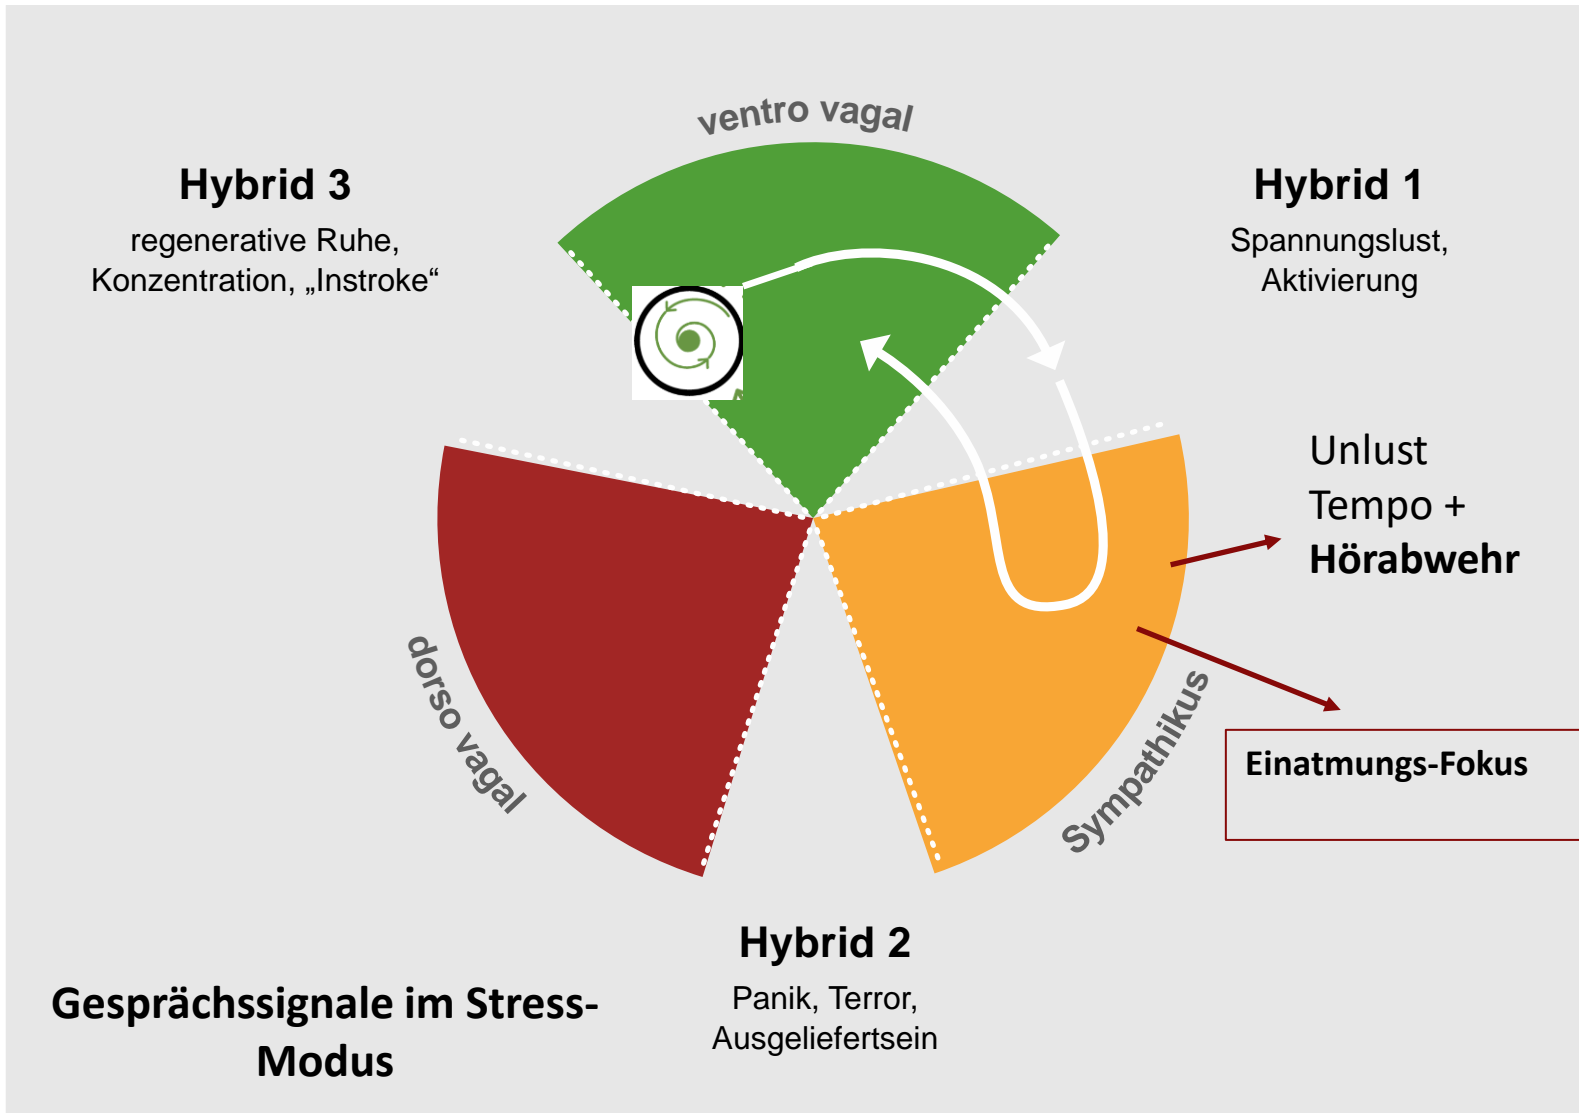 ventro vagal
Hybrid 3
regenerative Ruhe,
Konzentration, „Instroke“
Hybrid 1
Spannungslust,
Aktivierung
Unlust
Tempo +
Hörabwehr
dorso vagal
Sympathikus
Einatmungs-Fokus
Hybrid 2
Panik, Terror,
Ausgeliefertsein
Gesprächssignale im Stress-
Modus